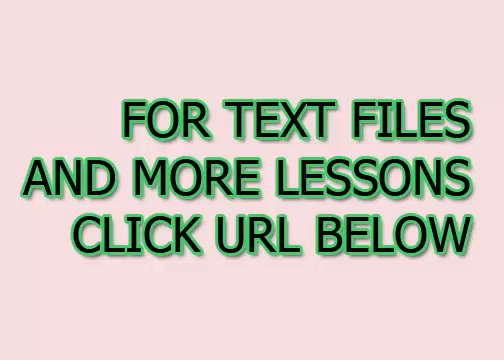 FOR TEXT FILES
AND MORE LESSONS
CLICK URL BELOW